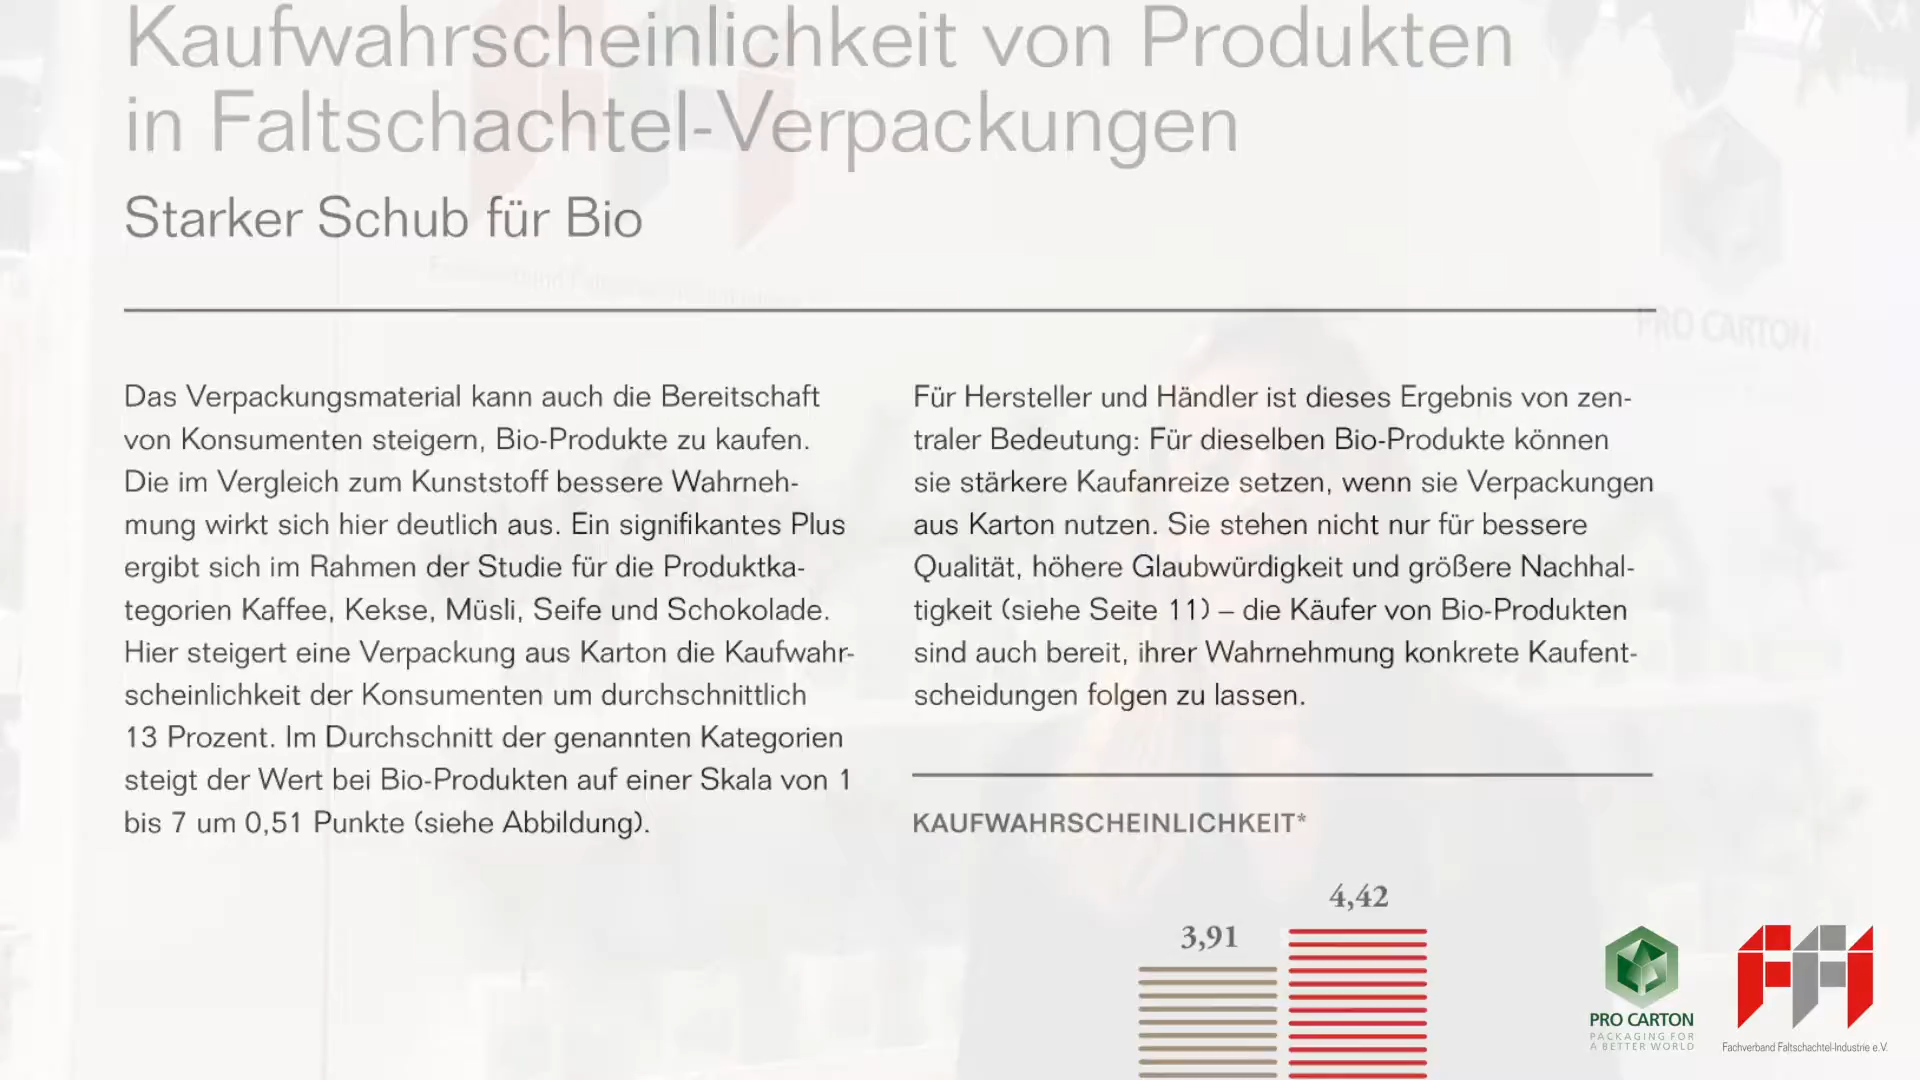 Kaufwahrscheinlichkeit von Produkten
in Faltschachtel-Verpackungen
Starker Schub für Bio
Das Verpackungsmaterial kann auch die Bereitschaft
von Konsumenten steigern, Bio-Produkte zu kaufen.
Die im Vergleich zum Kunststoff bessere Wahrneh-
mung wirkt sich hier deutlich aus. Ein signifikantes Plus
ergibt sich im Rahmen der Studie für die Produktka-
tegorien Kaffee, Kekse, Müsli, Seife und Schokolade.
Hier steigert eine Verpackung aus Karton die Kaufwahr-
scheinlichkeit der Konsumenten um durchschnittlich
13 Prozent. Im Durchschnitt der genannten Kategorien
steigt der Wert bei Bio-Produkten auf einer Skala von 1
bis 7 um 0,51 Punkte (siehe Abbildung).
Für Hersteller und Händler ist dieses Ergebnis von zen-
traler Bedeutung: Für dieselben Bio-Produkte können
sie stärkere Kaufanreize setzen, wenn sie Verpackungen
aus Karton nutzen. Sie stehen nicht nur für bessere
Qualität, höhere Glaubwürdigkeit und größere Nachhal-
tigkeit (siehe Seite 11) – die Käufer von Bio-Produkten
sind auch bereit, ihrer Wahrnehmung konkrete Kaufent-
scheidungen folgen zu lassen.
KAUFWAHRSCHEINLICHKEIT*
3,91
4,42
PRO CARTON
PRO CARTON
PACKAGING FOR
A BETTER WORLD
Fachverband Faltschachtel-Industrie e.V.